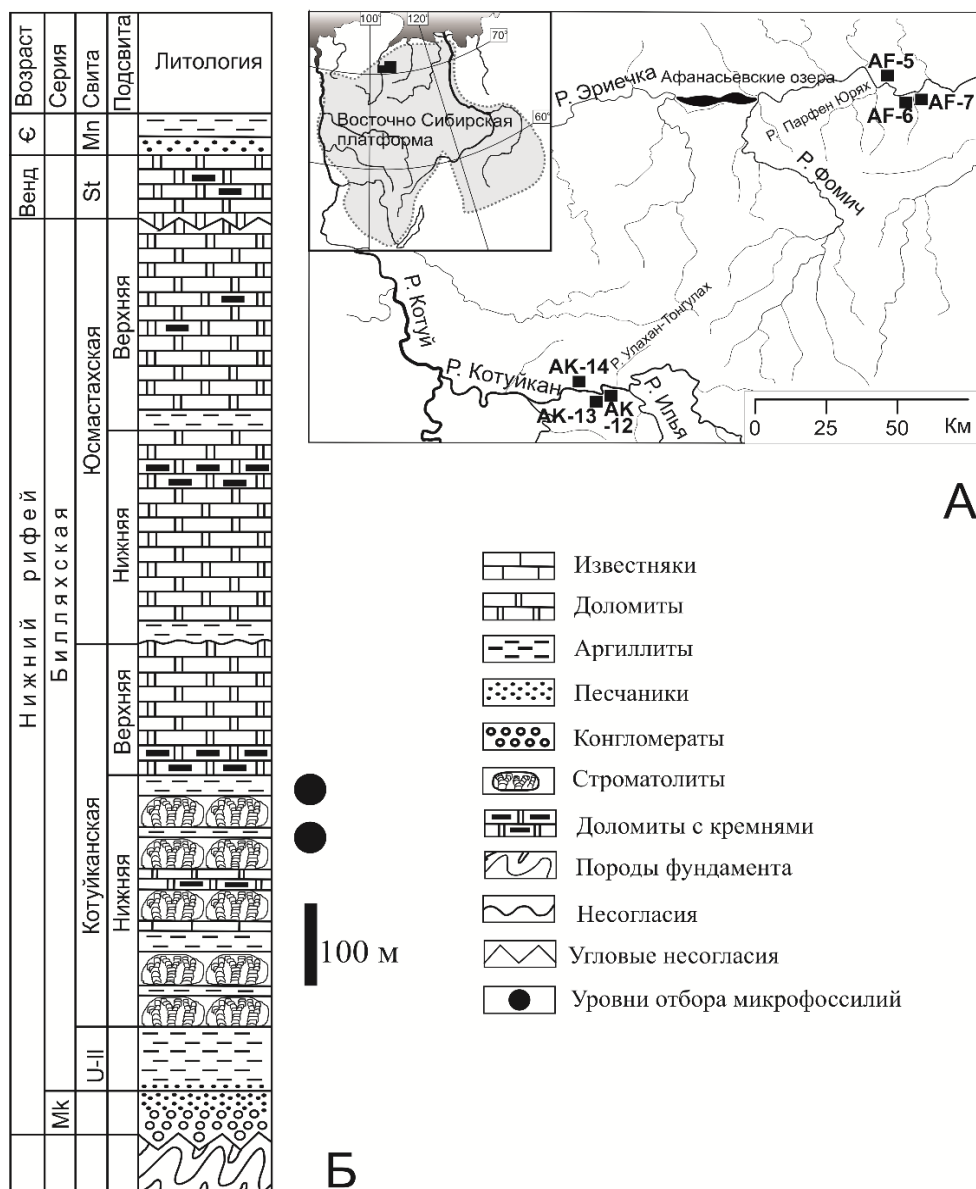 Возраст
Серия
Свита
Подсвита
Литология
Є
Mn
Венд
St
Нижний рифей
Билляхская
Юсмастахская
Верхняя
Нижняя
Котуйканская
Верхняя
Нижняя
U-II
Mk
100 м
Б
100°
120°
70°
60°
Восточно Сибирская
платформа
Р. Эриечка
Афанасьевские озера
AF-5
AF-6
AF-7
Р. Парфен Юрях
Р. Фомич
Р. Котуй
Р. Котуйкан
Р. Улахан-Тонгулах
Р. Илья
AK-14
AK-13
AK
-12
0
25
50
Км
А
Известняки
Доломиты
Аргиллиты
Песчаники
Конгломераты
Строматолиты
Доломиты с кремнями
Породы фундамента
Несогласия
Угловые несогласия
Уровни отбора микрофоссилий